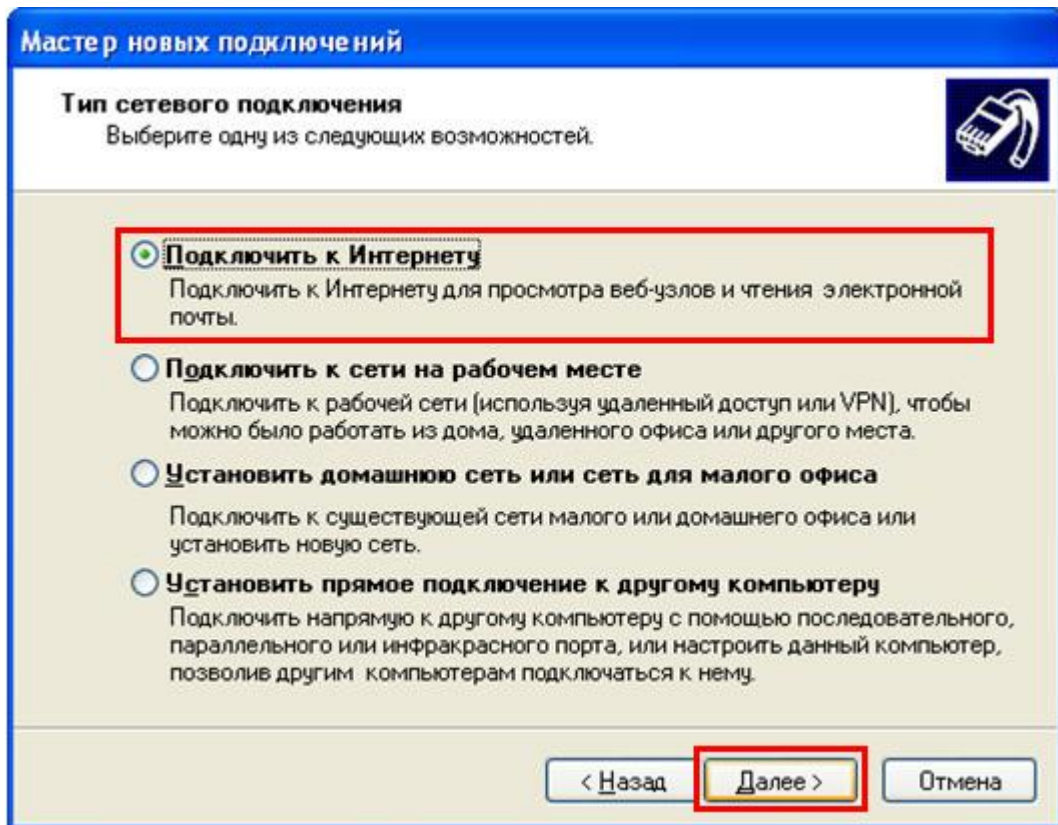 Мастер новых подключений
Тип сетевого подключения
Выберите одну из следующих возможностей.
Подключить к Интернету
Подключить к Интернету для просмотра веб-узлов и чтения электронной
почты.
Подключить к сети на рабочем месте
Подключить к рабочей сети (используя удаленный доступ или VPN), чтобы
можно было работать из дома, удаленного офиса или другого места.
Установить домашнюю сеть или сеть для малого офиса
Подключить к существующей сети малого или домашнего офиса или
установить новую сеть.
Установить прямое подключение к другому компьютеру
Подключить напрямую к другому компьютеру с помощью последовательного,
параллельного или инфракрасного порта, или настроить данный компьютер,
позволив другим компьютерам подключаться к нему.
< Назад Далее > Отмена